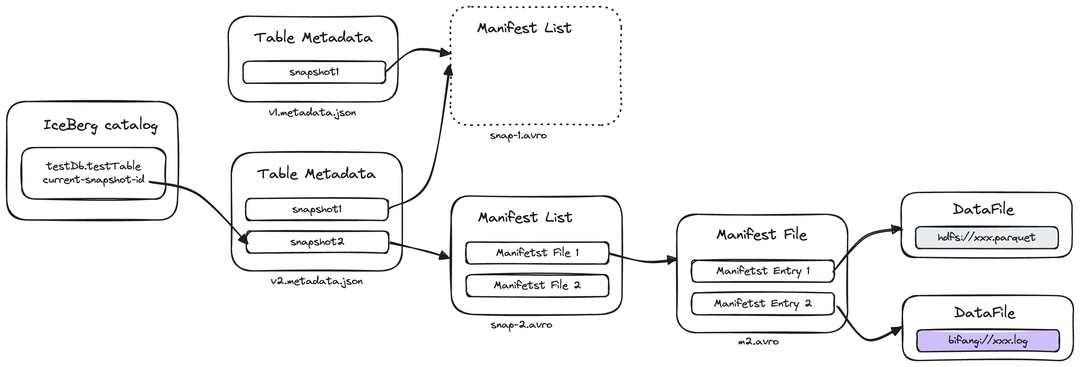 IceBerg catalog
testDb.testTable
current-snapshot-id
Table Metadata
snapshot1
v1.metadata.json
Table Metadata
snapshot1
snapshot2
v2.metadata.json
Manifest List
snap-1.avro
Manifest List
Manifetst File 1
Manifetst File 2
snap-2.avro
Manifest File
Manifetst Entry 1
Manifetst Entry 2
m2.avro
DataFile
hdfs://xxx.parquet
DataFile
bifang://xxx.log